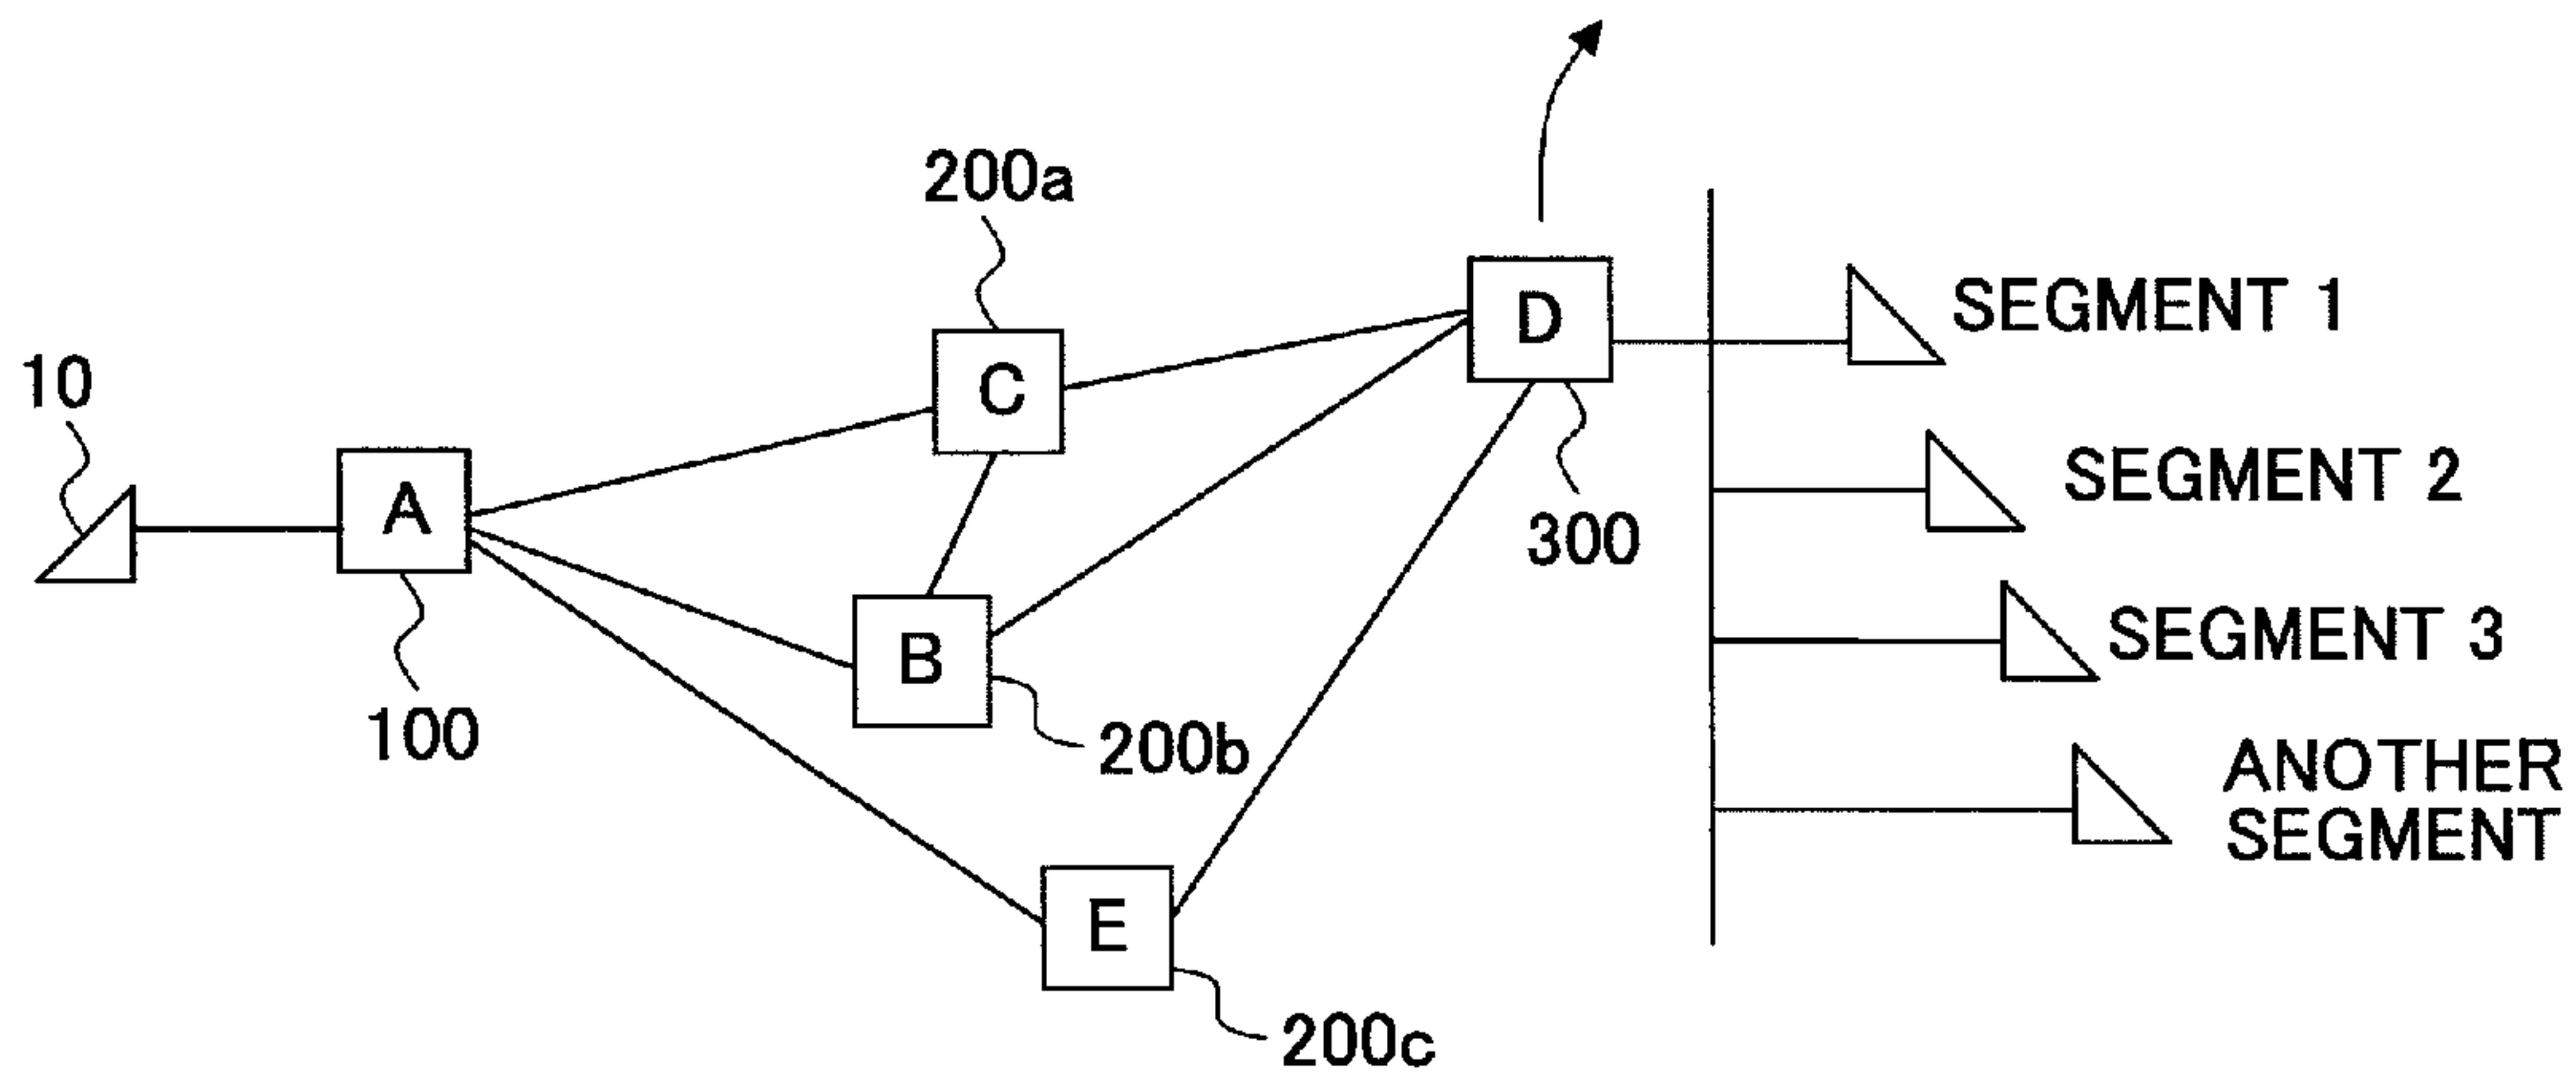 200a
10
C
D
SEGMENT 1
A
SEGMENT 2
300
B
SEGMENT 3
100
200b
ANOTHER
SEGMENT
E
200c